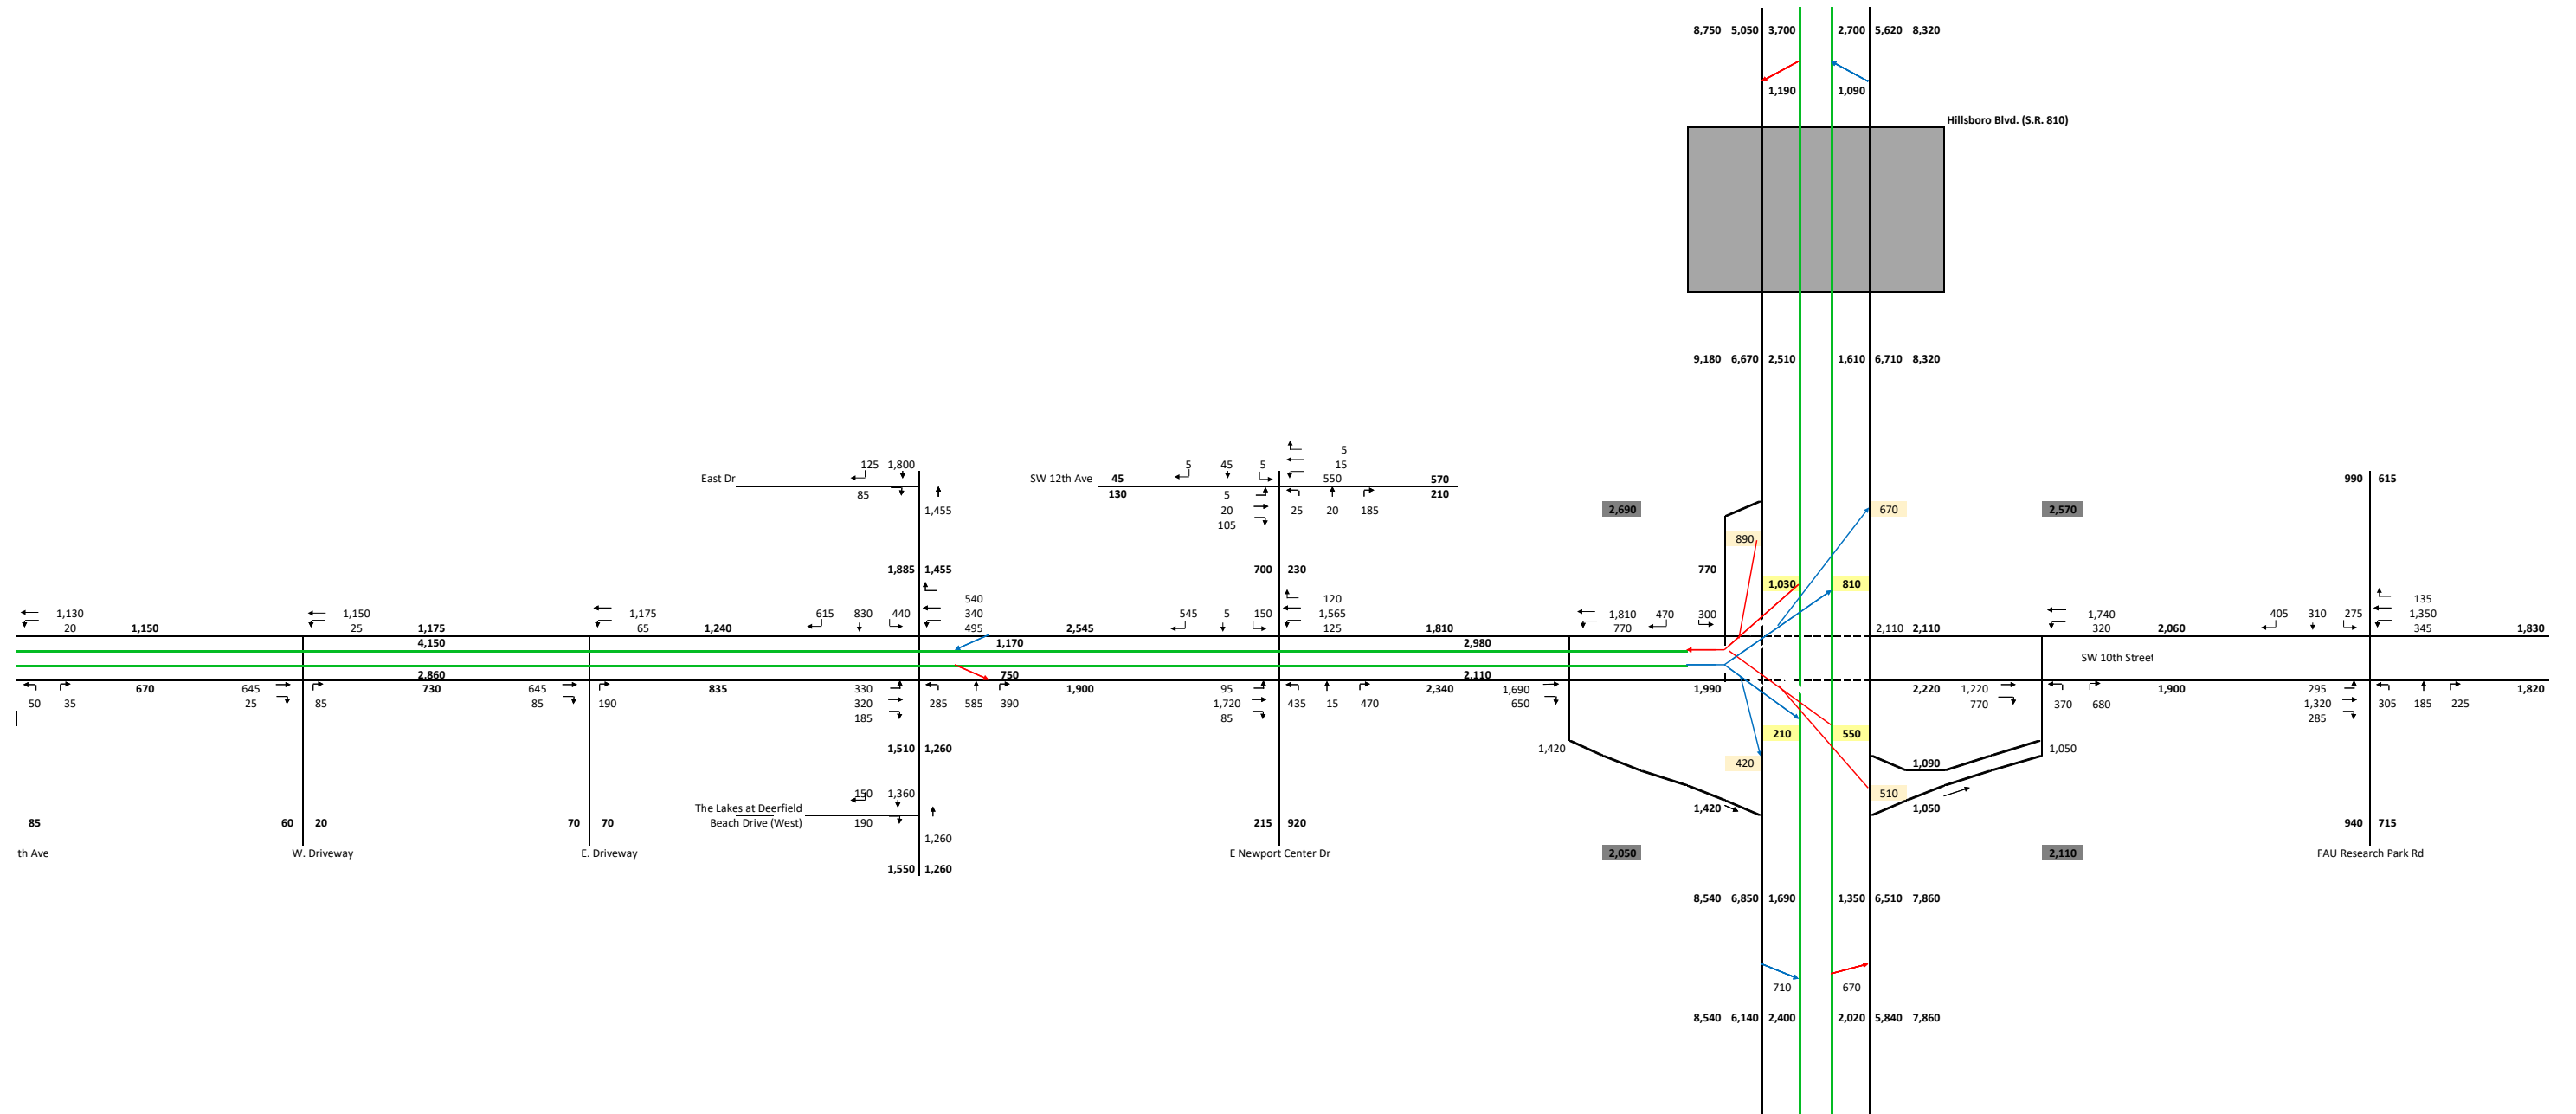 8,750 5,050 3,700 2,700 5,620 8,320
1,190 1,090
Hillsboro Blvd. (S.R. 810)
9,180 6,670 2,510 1,610 6,710 8,320
5
125 1,800 5 45 5 15
East Dr SW 12th Ave 45 550 570 990 615
85 130 5 210
1,455 20 25 20 185 2,690 670 2,570
105
890
1,885 1,455 700 230 770
1,030 810
540 120 135
1,130 1,150 1,175 615 830 440 340 545 5 150 1,565 1,810 470 300 1,740 405 310 275 1,350
20 1,150 25 1,175 65 1,240 495 2,545 125 1,810 770 2,110 2,110 320 2,060 345 1,830
4,150 1,170 2,980
SW 10th Street
2,860 750 2,110
670 645 730 645 835 330 1,900 95 2,340 1,690 1,990 2,220 1,220 1,900 295 1,820
50 35 25 85 85 190 320 285 585 390 1,720 435 15 470 650 770 370 680 1,320 305 185 225
185 85 285
210 550
1,510 1,260 1,420 1,050
420 1,090
150 1,360 510
The Lakes at Deerfield 1,420 1,050
85 60 20 70 70 Beach Drive (West) 190 215 920 940 715
1,260
th Ave W. Driveway E. Driveway E Newport Center Dr 2,050 2,110 FAU Research Park Rd
1,550 1,260
8,540 6,850 1,690 1,350 6,510 7,860
710 670
8,540 6,140 2,400 2,020 5,840 7,860